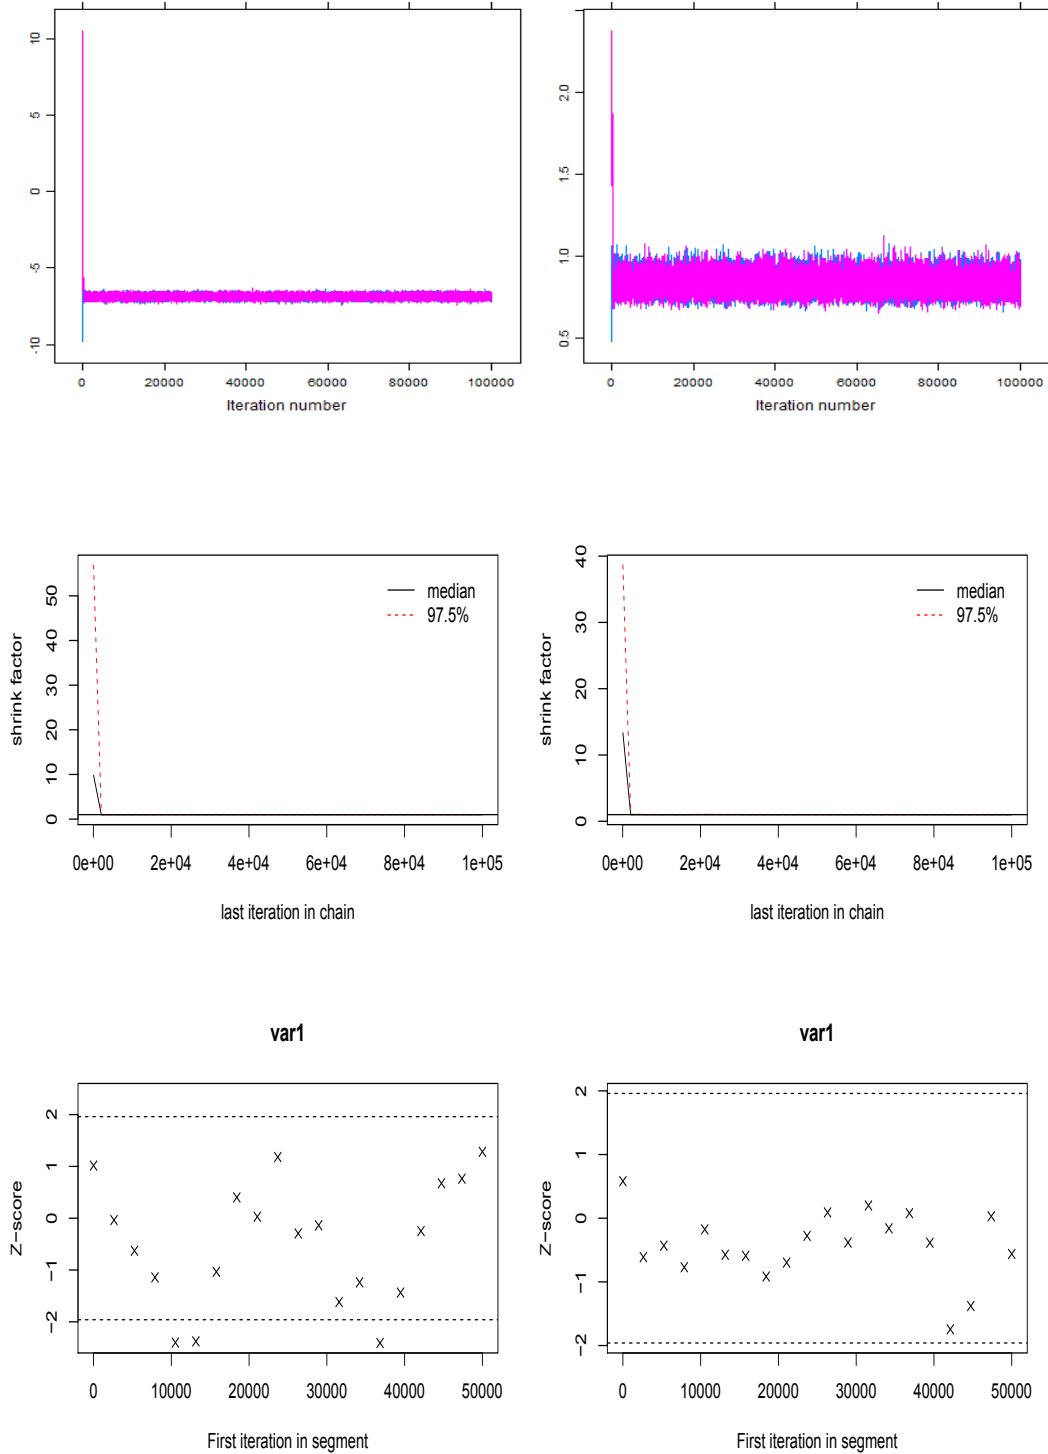 10
5
0
-5
-10
0 20000 40000 60000 80000 100000
Iteration number
2.0
1.5
1.0
0.5
0 20000 40000 60000 80000 100000
Iteration number
50
40
30
20
10
0
shrink factor
median
97.5%
0e+00 2e+04 4e+04 6e+04 8e+04 1e+05
last iteration in chain
40
30
20
10
0
shrink factor
median
97.5%
0e+00 2e+04 4e+04 6e+04 8e+04 1e+05
last iteration in chain
var1
2
1
0
−1
−2
Z−score
0 10000 20000 30000 40000 50000
First iteration in segment
var1
2
1
0
−1
−2
Z−score
0 10000 20000 30000 40000 50000
First iteration in segment